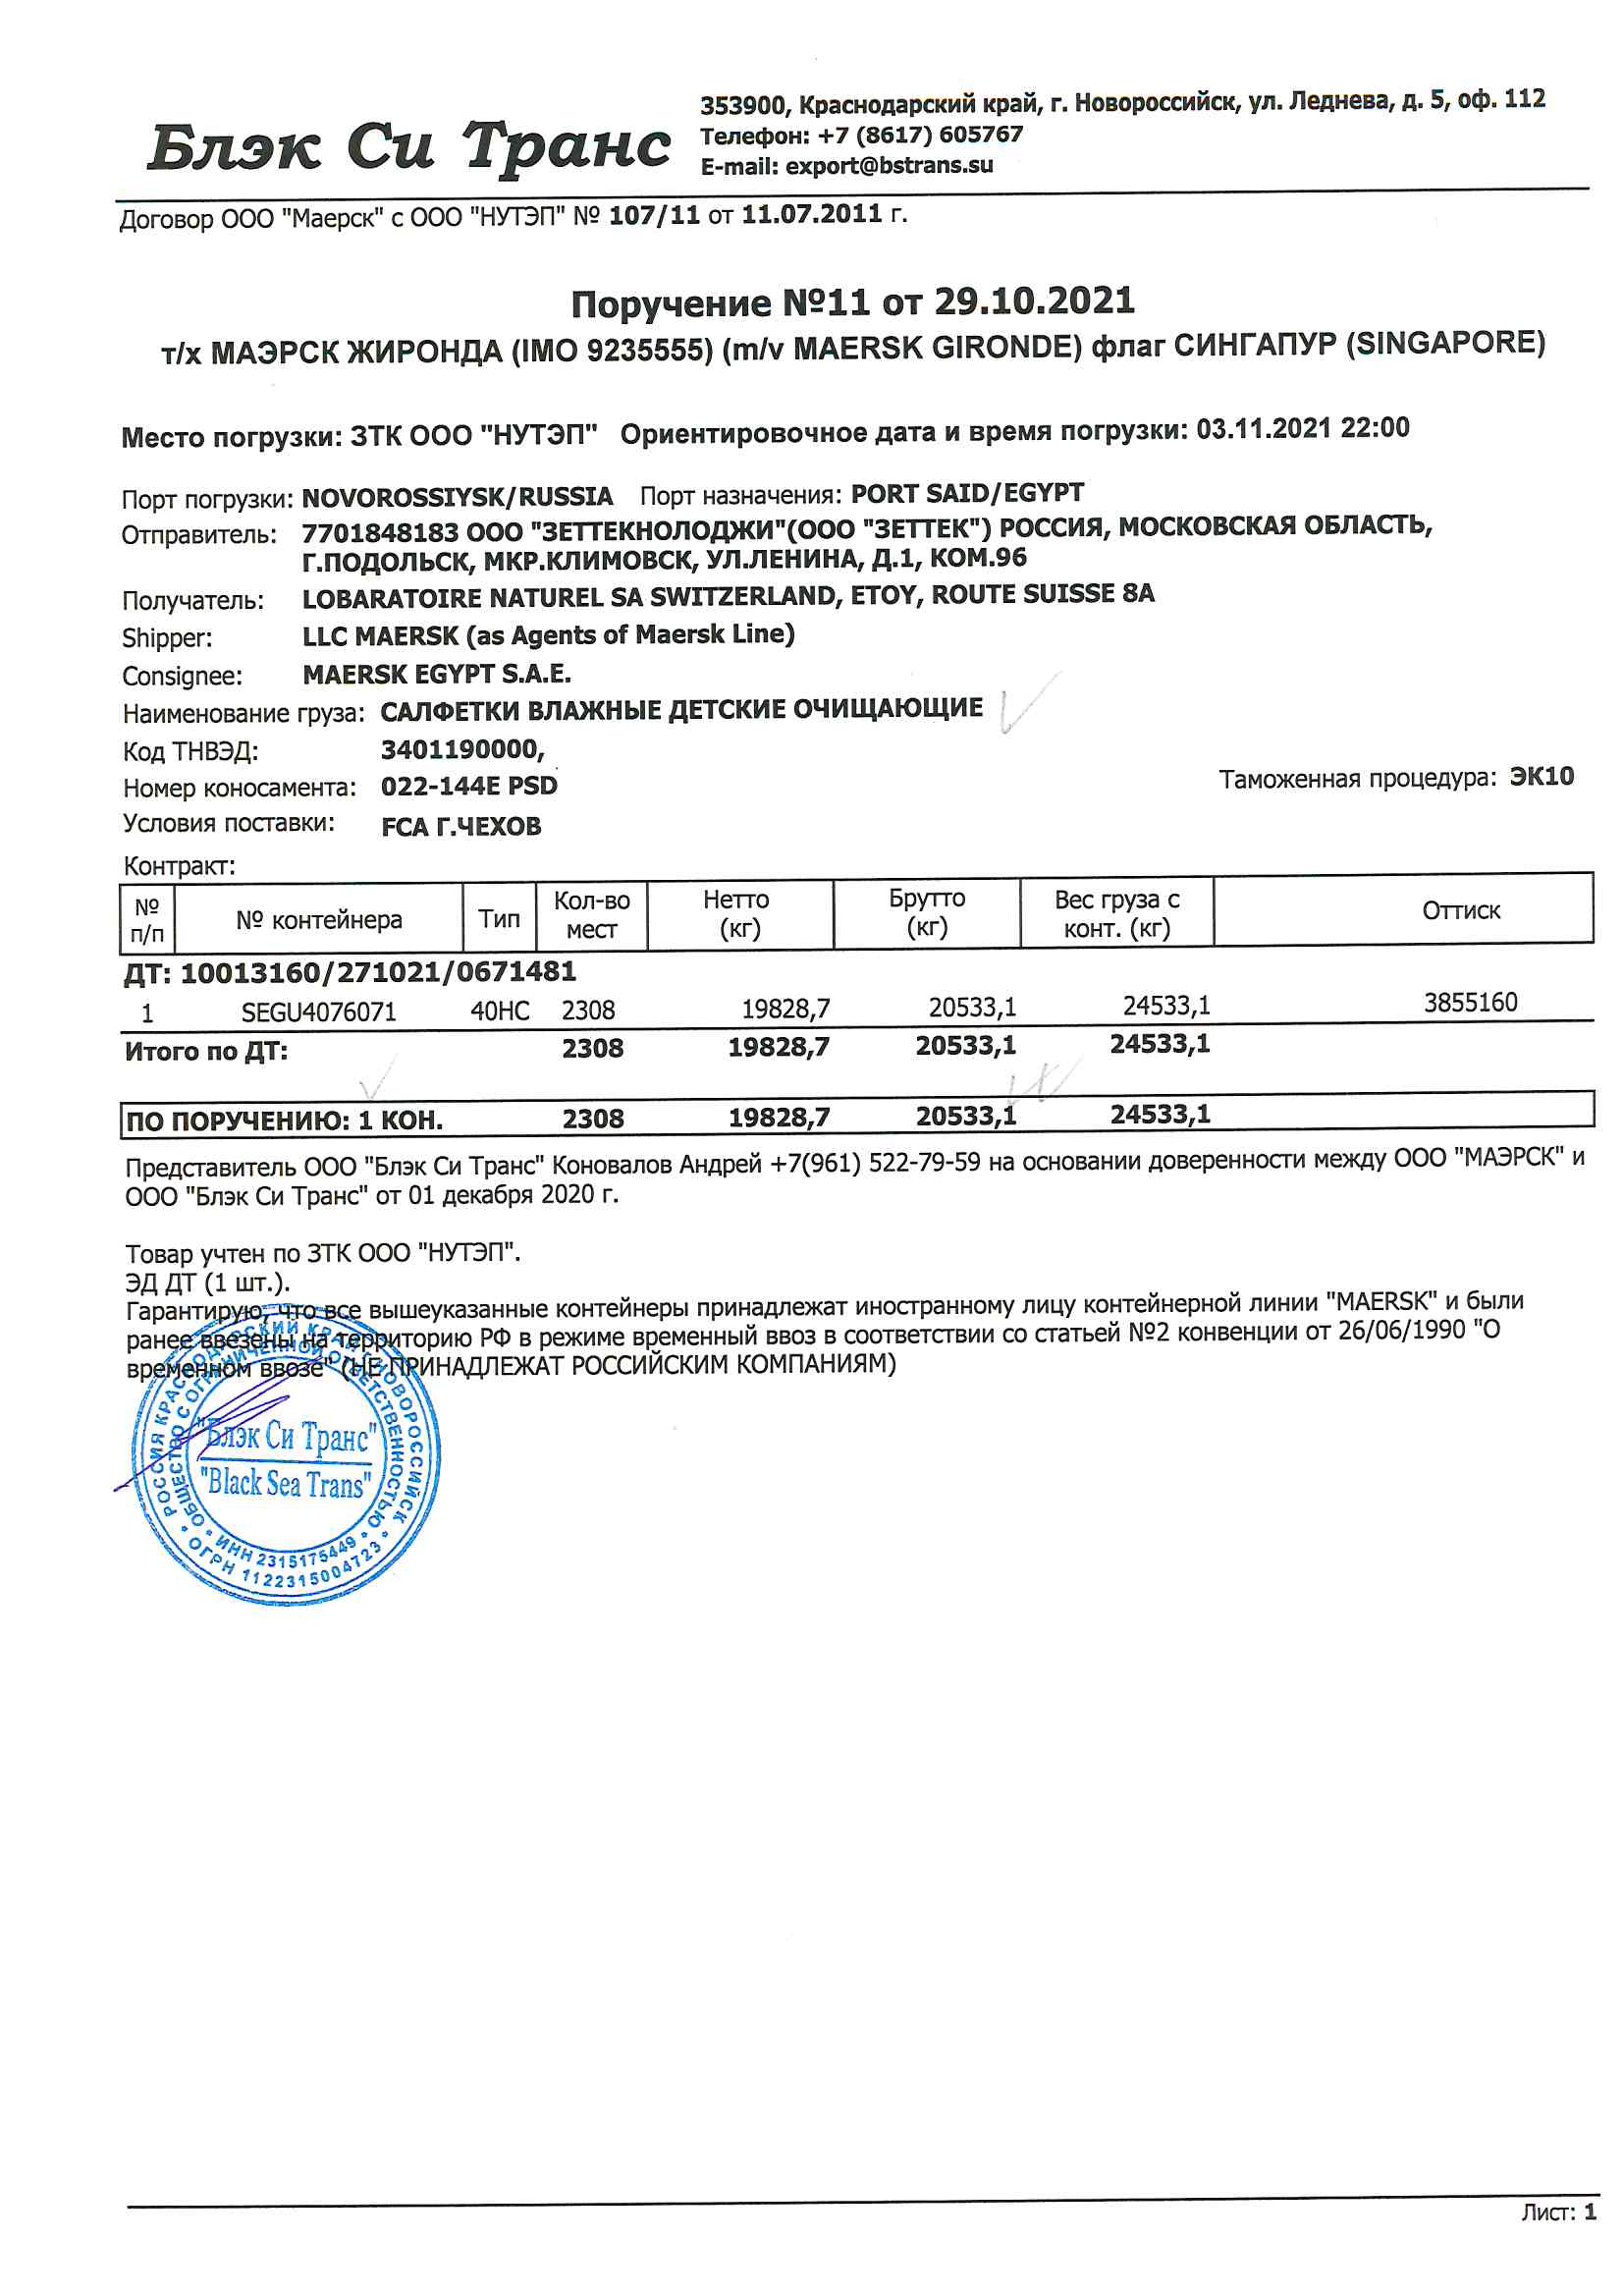 Блэк Си Транс
353900, Краснодарский край, г. Новороссийск, ул. Леднева, д. 5, оф. 112
Телефон: +7 (8617) 605767
E-mail: export@bstrans.su
Договор ООО "Маерск" с ООО "НУТЭП" № 107/11 от 11.07.2011 г.
Поручение №11 от 29.10.2021
т/х МАЭРСК ЖИРОНДА (IMO 9235555) (m/v MAERSK GIRONDE) флаг СИНГАПУР (SINGAPORE)
Место погрузки: ЗТК ООО "НУТЭП" Ориентировочное дата и время погрузки: 03.11.2021 22:00
Порт погрузки: NOVOROSSIYSK/RUSSIA Порт назначения: PORT SAID/EGYPT
Отправитель: 7701848183 ООО "ЗЕТТЕКНОЛОДЖИ"(ООО "ЗЕТТЕК") РОССИЯ, МОСКОВСКАЯ ОБЛАСТЬ,
Г.ПОДОЛЬСК, МКР.КЛИМОВСК, УЛ.ЛЕНИНА, Д.1, КОМ.96
Получатель: LOBARATOIRE NATUREL SA SWITZERLAND, ETOY, ROUTE SUISSE 8A
Shipper: LLC MAERSK (as Agents of Maersk Line)
Consignee: MAERSK EGYPT S.A.E.
Наименование груза: САЛФЕТКИ ВЛАЖНЫЕ ДЕТСКИЕ ОЧИЩАЮЩИЕ
Код ТНВЭД: 3401190000,
Номер коносамента: 022-144E PSD Таможенная процедура: ЭК10
Условия поставки: FCA Г.ЧЕХОВ
Контракт:
№ п/п № контейнера Тип Кол-во мест Нетто (кг) Брутто (кг) Вес груза с конт. (кг) Оттиск
ДТ: 10013160/271021/0671481
1 SEGU4076071 40HC 2308 19828,7 20533,1 24533,1 3855160
Итого по ДТ: 2308 19828,7 20533,1 24533,1
ПО ПОРУЧЕНИЮ: 1 КОН. 2308 19828,7 20533,1 24533,1
Представитель ООО "Блэк Си Транс" Коновалов Андрей +7(961) 522-79-59 на основании доверенности между ООО "МАЭРСК" и
ООО "Блэк Си Транс" от 01 декабря 2020 г.
Товар учтен по ЗТК ООО "НУТЭП".
ЭД ДТ (1 шт.).
Гарантирую, что все вышеуказанные контейнеры принадлежат иностранному лицу контейнерной линии "MAERSK" и были
ранее ввезены на территорию РФ в режиме временный ввоз в соответствии со статьей №2 конвенции от 26/06/1990 "О
временном ввозе" (НЕ ПРИНАДЛЕЖАТ РОССИЙСКИМ КОМПАНИЯМ)
РОССИЯ КРАСНОДАРСКИЙ КРАЙ Г.НОВОРОССИЙСК
ОБЩЕСТВО С ОГРАНИЧЕННОЙ ОТВЕТСТВЕННОСТЬЮ
"Блэк Си Транс"
"Black Sea Trans"
ИНН 2315175449
ОГРН 1122315004723
Лист: 1